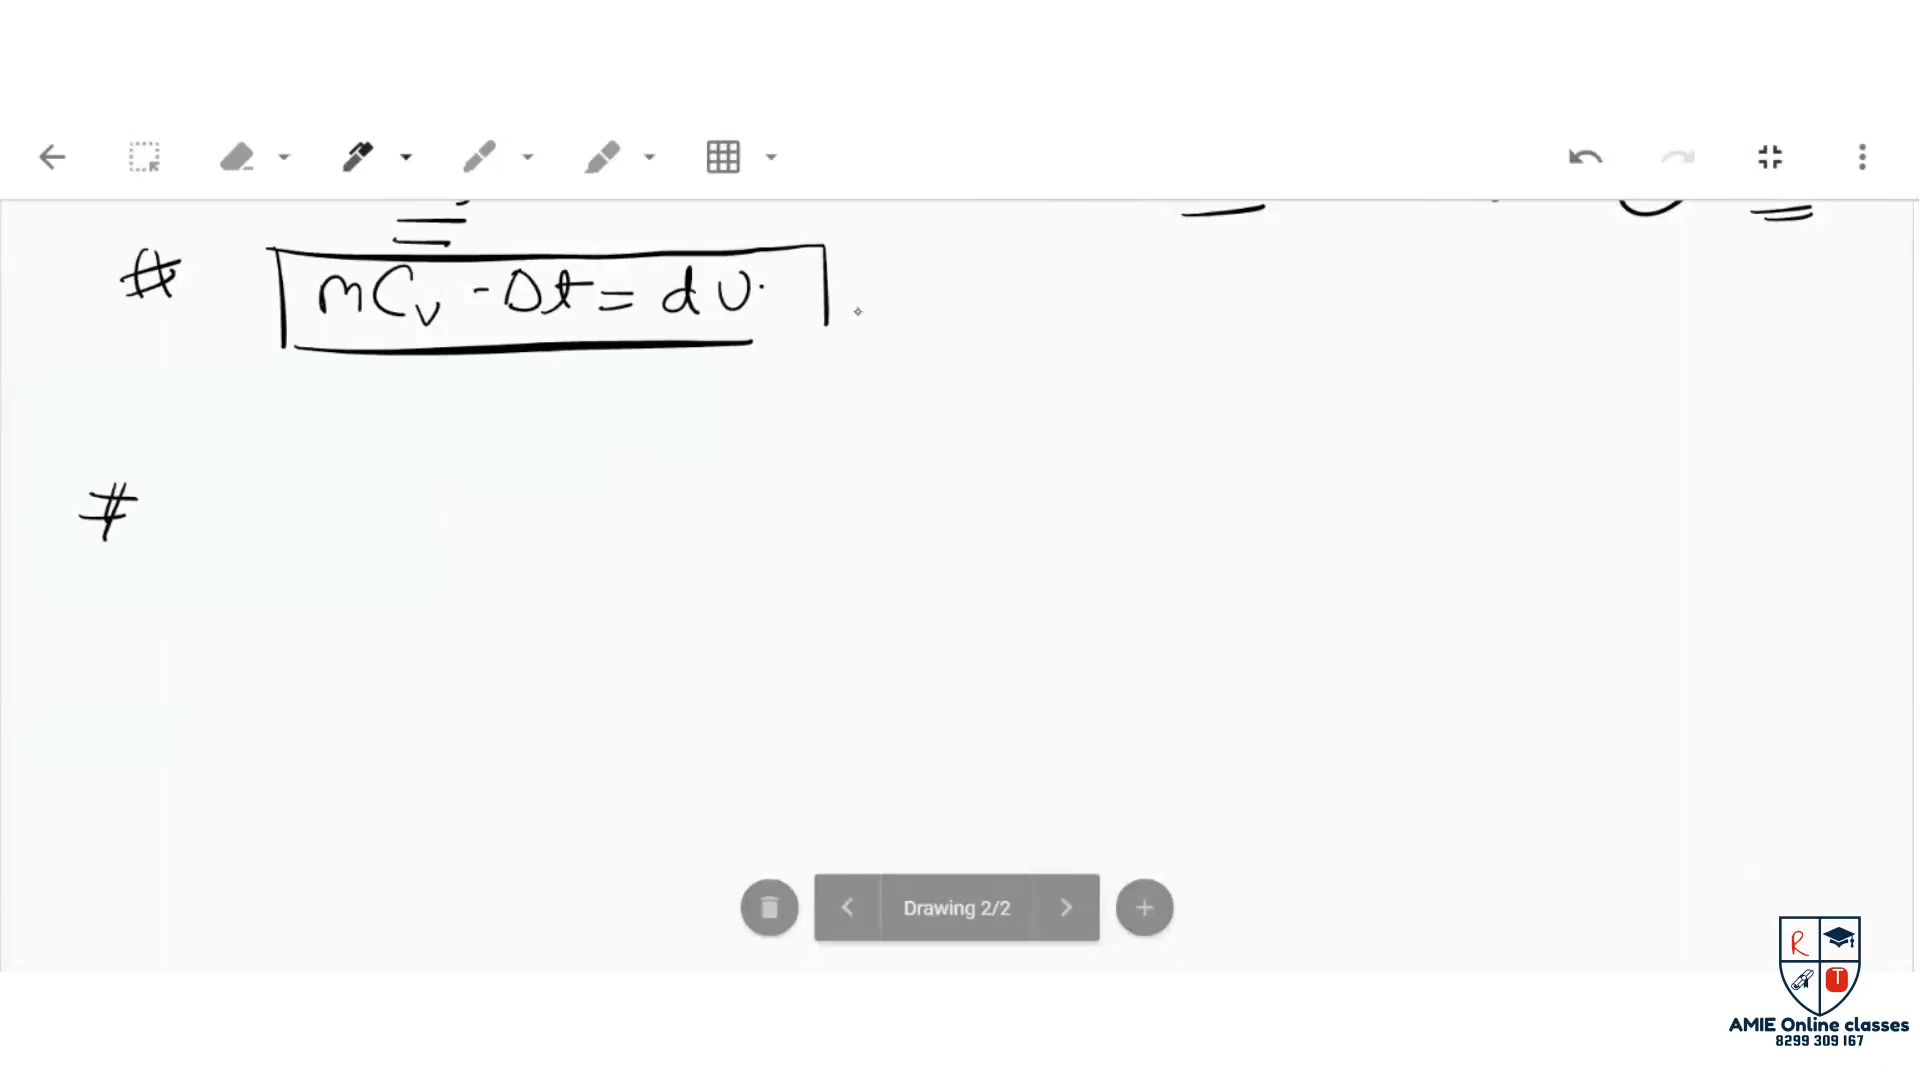 # mCv - Δt = dU.
#
Drawing 2/2
R
T
AMIE Online classes
8299 309 167